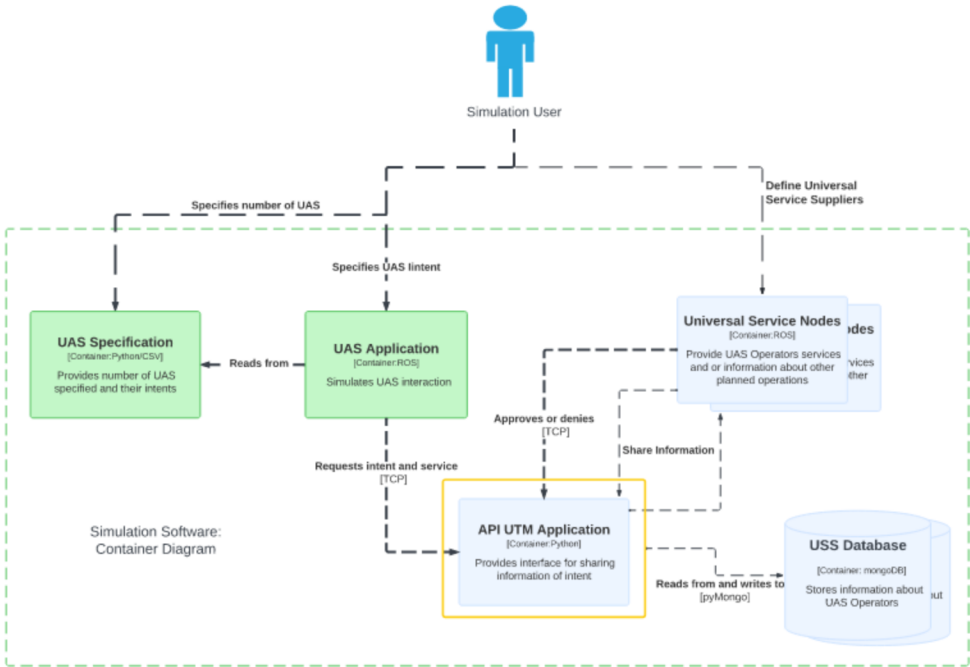 Simulation User
Define Universal
Service Suppliers
Specifies number of UAS
Specifies UAS Iintent
UAS Specification
[Container:Python/CSV]
Provides number of UAS
specified and their intents
Reads from
UAS Application
[Container:ROS]
Simulates UAS interaction
Universal Service Nodes
[Container:ROS]
Provide UAS Operators services
and or information about other
planned operations
odes
rvices
other
Approves or denies
[TCP]
Share Information
Requests intent and service
[TCP]
Simulation Software:
Container Diagram
API UTM Application
[Container:Python]
Provides interface for sharing
information of intent
Reads from and writes to
[pyMongo]
USS Database
[Container: mongoDB]
Stores information about
UAS Operators
out